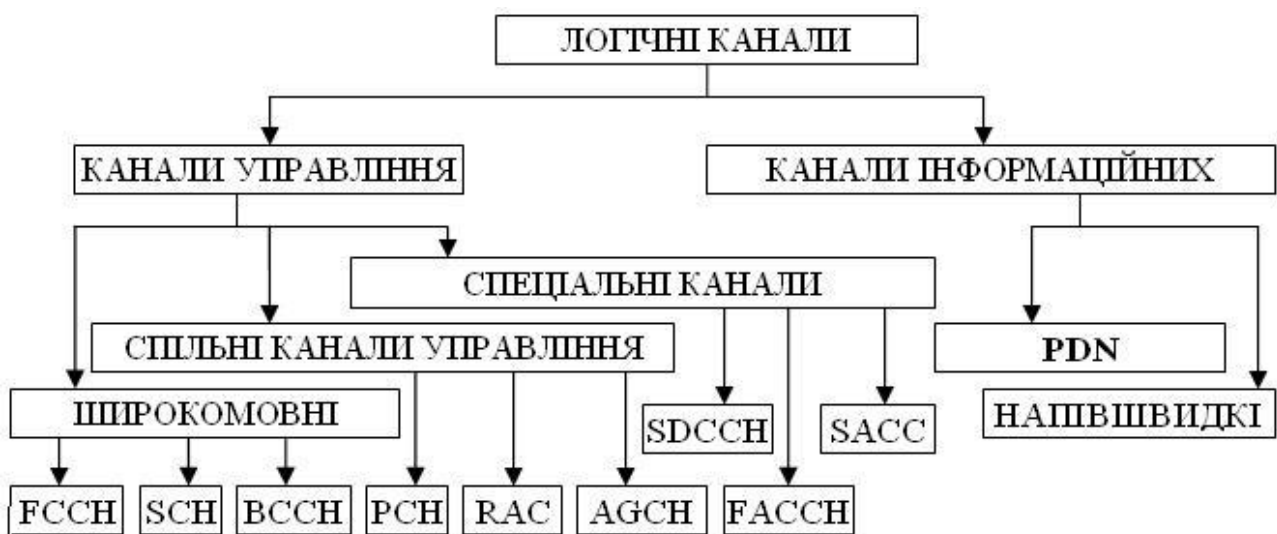 ЛОГІЧНІ КАНАЛИ
КАНАЛИ УПРАВЛІННЯ
КАНАЛИ ІНФОРМАЦІЙНИХ
СПЕЦІАЛЬНІ КАНАЛИ
СПІЛЬНІ КАНАЛИ УПРАВЛІННЯ
PDN
ШИРОКОМОВНІ
SDCCH
SACC
НАПІВШВИДКІ
FCCH
SCH
BCCH
PCH
RAC
AGCH
FACCH